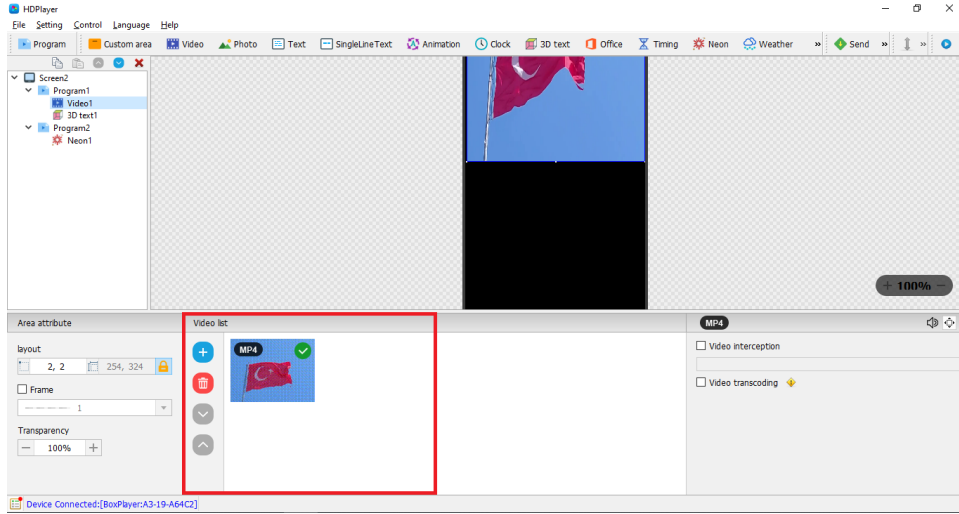 HDPlayer
File Setting Control Language Help
Program Custom area Video Photo Text SingleLineText Animation Clock 3D text Office Timing Neon Weather » Send » »
Screen2
Program1
Video1
3D text1
Program2
Neon1
+ 100% −
Area attribute
Video list
MP4
layout
2, 2 254, 324
Frame
1
Transparency
− 100% +
MP4
Video interception
Video transcoding
Device Connected:[BoxPlayer:A3-19-A64C2]